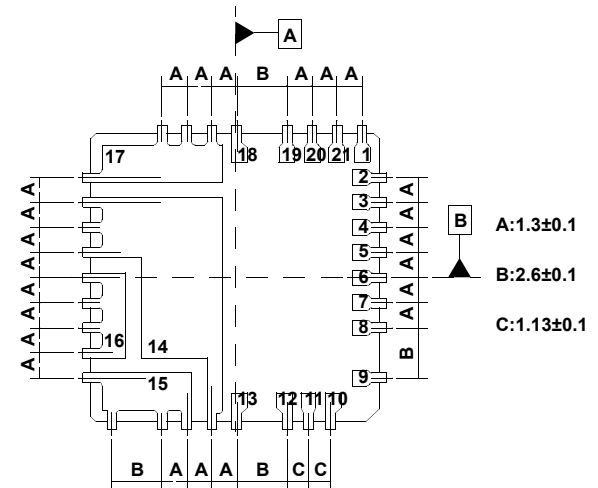 A
A A A B A A A
17 18 19 20 21 1
2
A 3 A
A 4 A B A:1.3±0.1
A 5 A
A 6 A B:2.6±0.1
A 7 A
A 16 14 8 C:1.13±0.1
A B
A 15 9
13 12 11 10
B A A A B C C